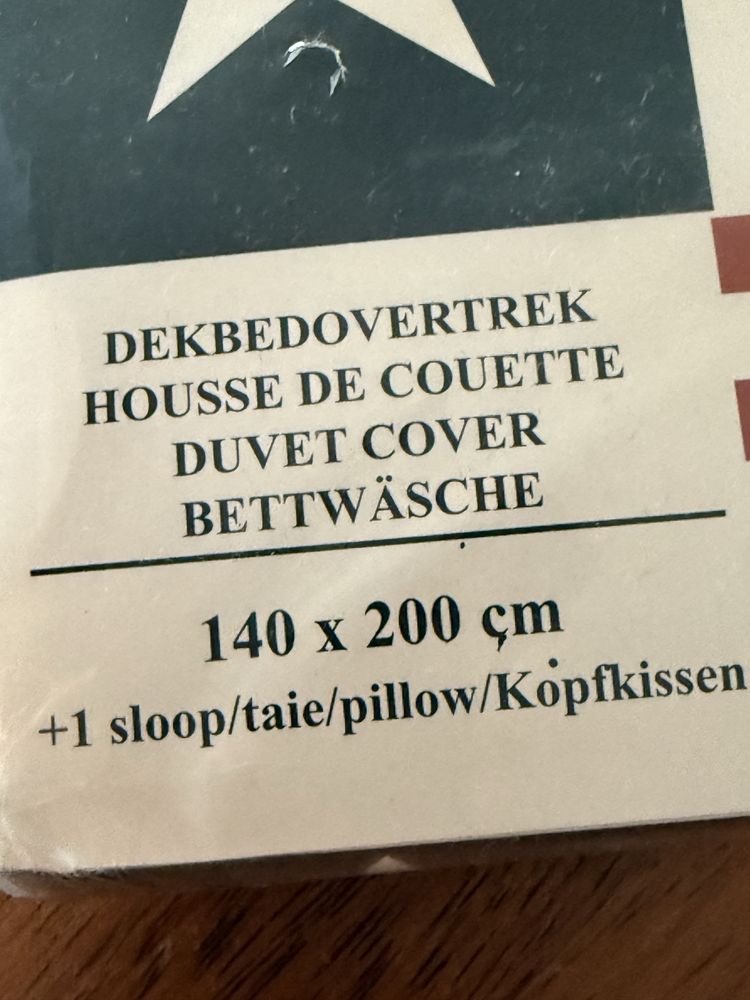 DEKBEDOVERTREK
HOUSSE DE COUETTE
DUVET COVER
BETTWÄSCHE
140 x 200 çm
+1 sloop/taie/pillow/Kopfkissen